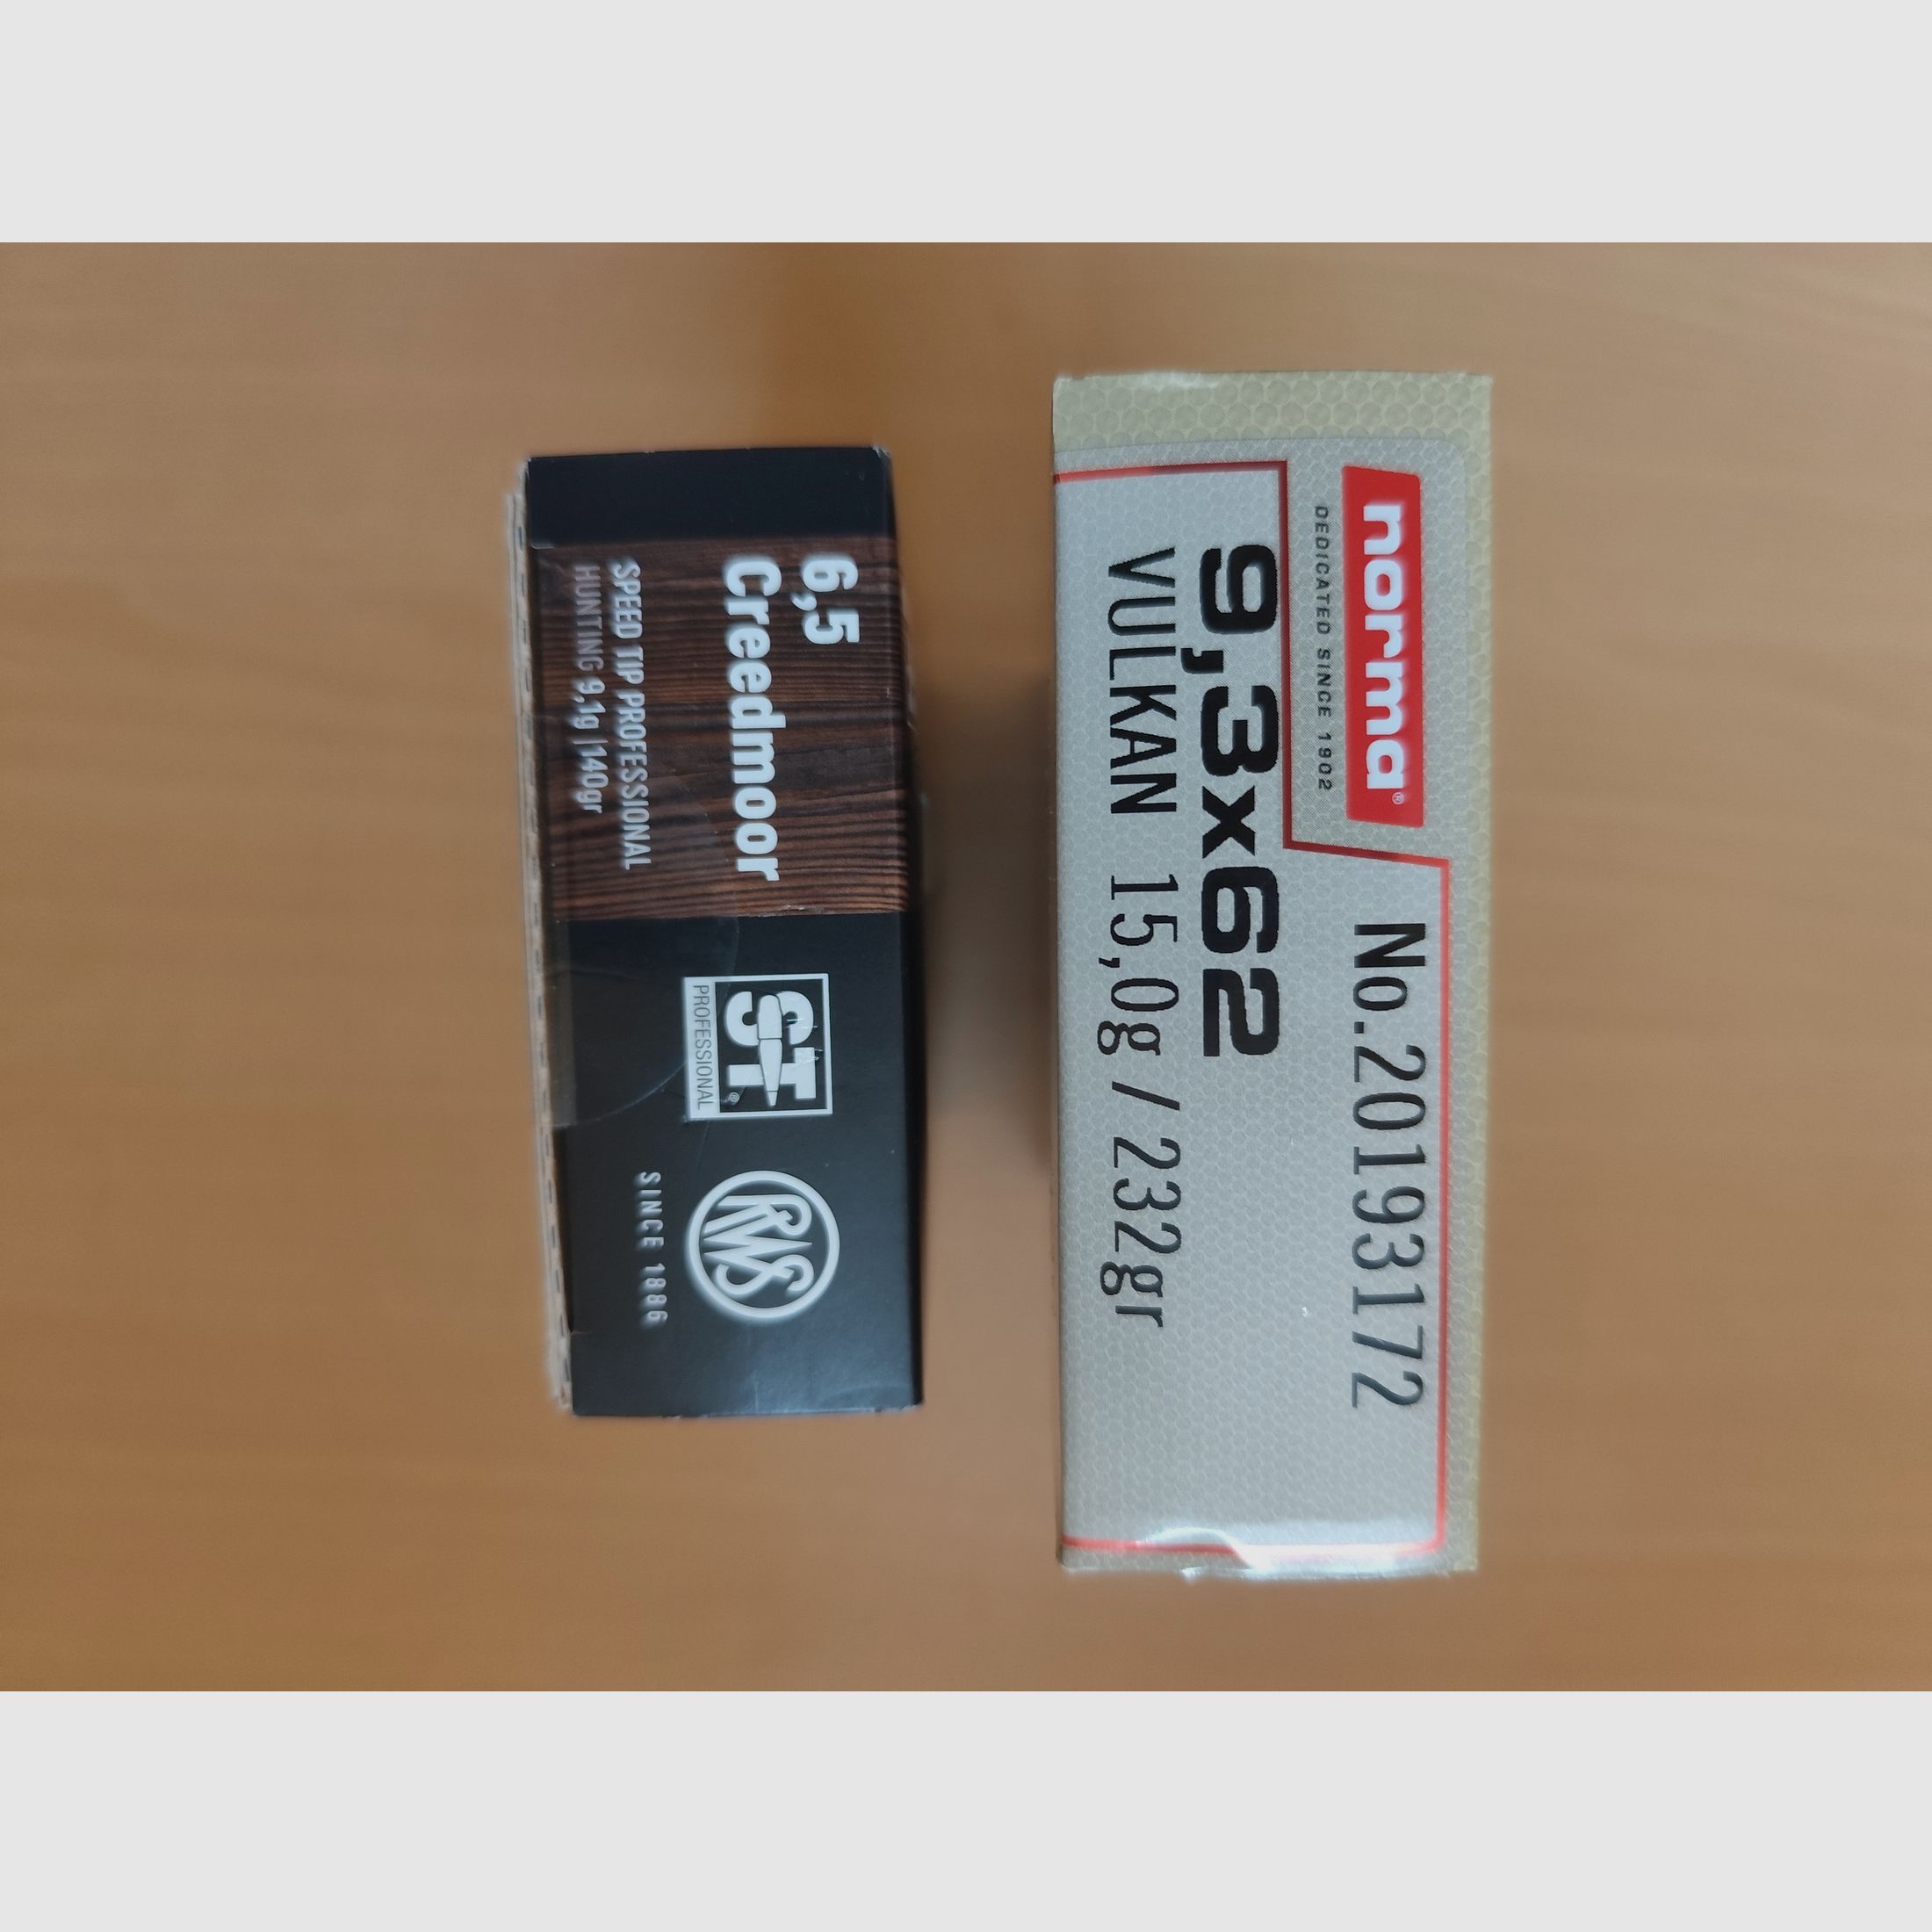 norma®
DEDICATED SINCE 1902
No.20193172
9,3x62
VULKAN 15,0g / 232gr
6,5
Creedmoor
SPEED TIP PROFESSIONAL
HUNTING 9,1g | 140gr
ST®
PROFESSIONAL
RWS
SINCE 1886